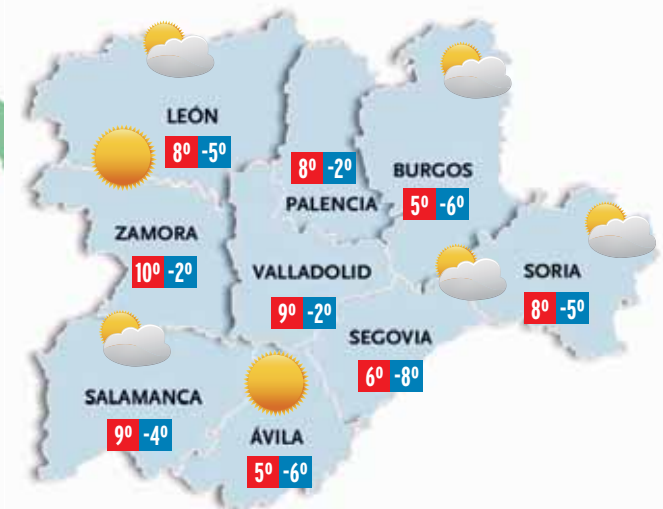 LEÓN
8º -5º
8º -2º
PALENCIA
BURGOS
5º -6º
ZAMORA
10º -2º
VALLADOLID
9º -2º
SORIA
8º -5º
SEGOVIA
6º -8º
SALAMANCA
9º -4º
ÁVILA
5º -6º